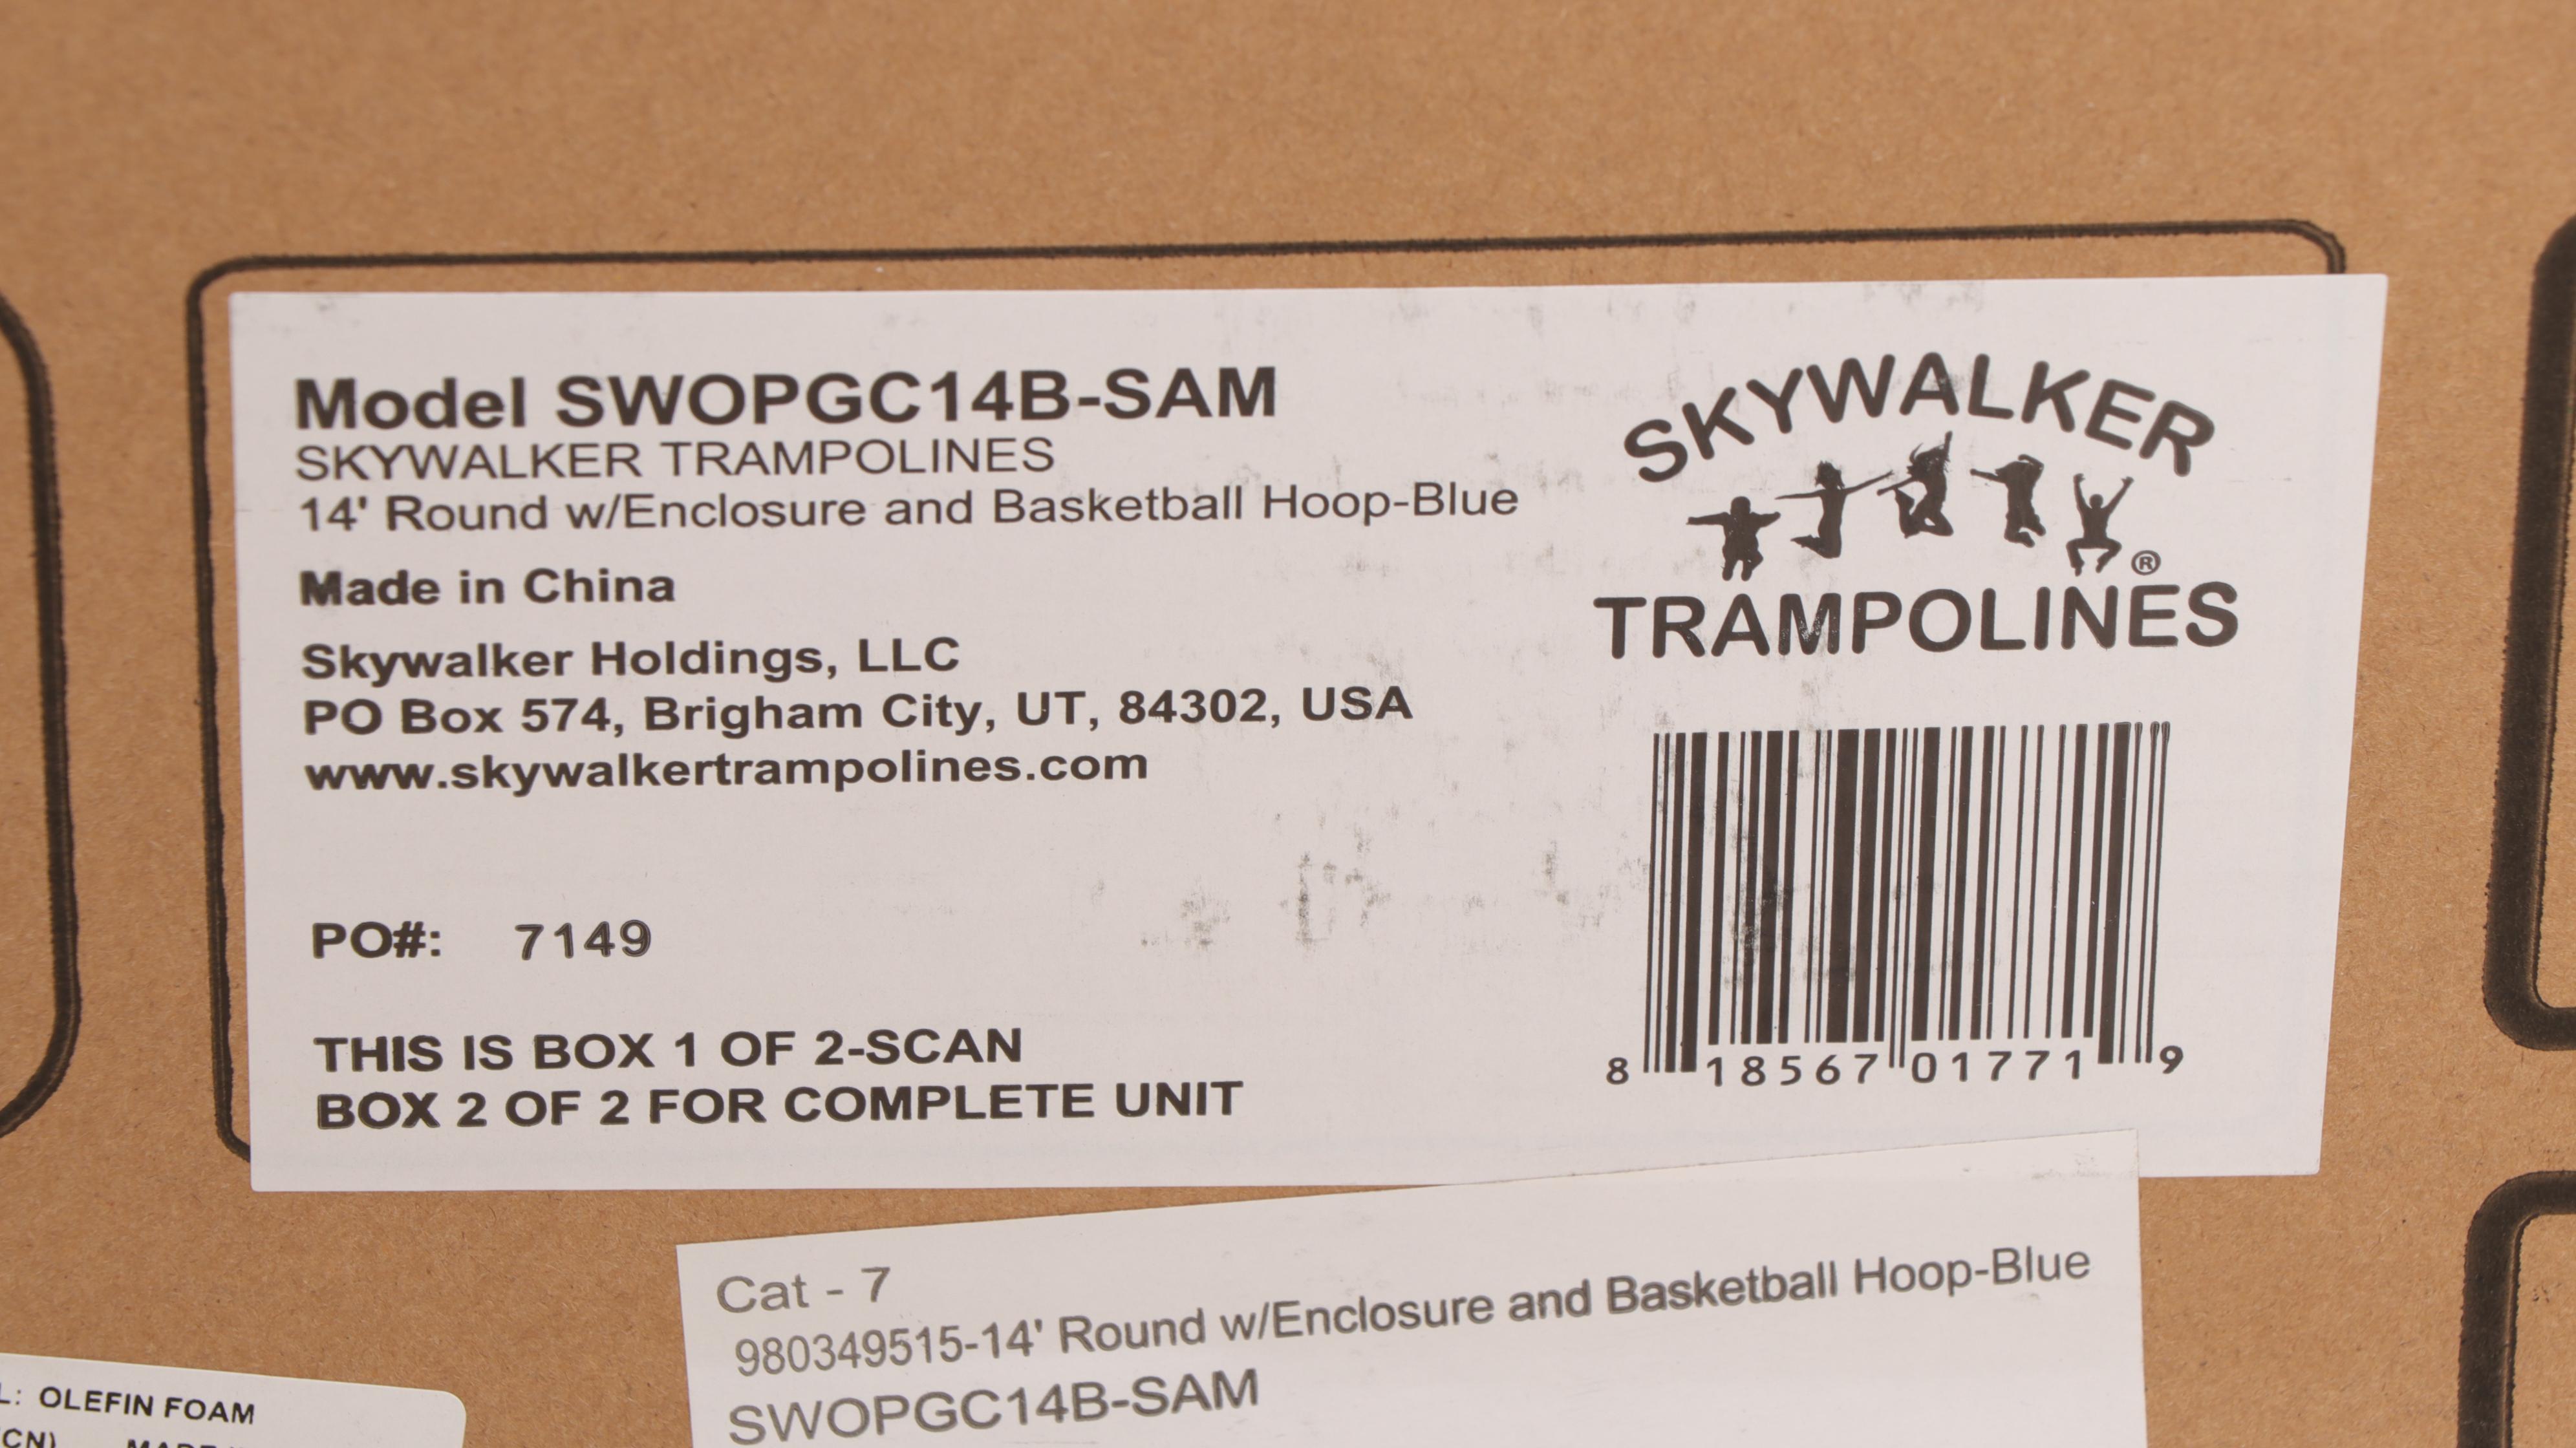 Model SWOPGC14B-SAM
SKYWALKER TRAMPOLINES
14' Round w/Enclosure and Basketball Hoop-Blue
Made in China
Skywalker Holdings, LLC
PO Box 574, Brigham City, UT, 84302, USA
www.skywalkertrampolines.com
PO#: 7149
THIS IS BOX 1 OF 2-SCAN
BOX 2 OF 2 FOR COMPLETE UNIT
SKYWALKER
®
TRAMPOLINES
8 18567 01771 9
Cat - 7
980349515-14' Round w/Enclosure and Basketball Hoop-Blue
SWOPGC14B-SAM
L: OLEFIN FOAM
CN)